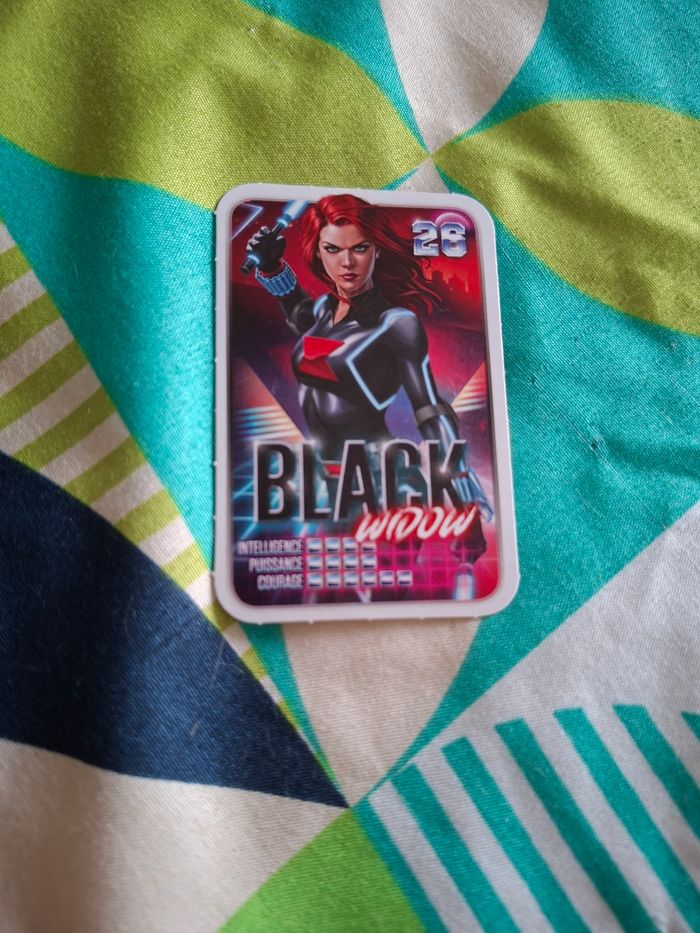 26
BLACK
WIDOW
INTELLIGENCE
PUISSANCE
COURAGE